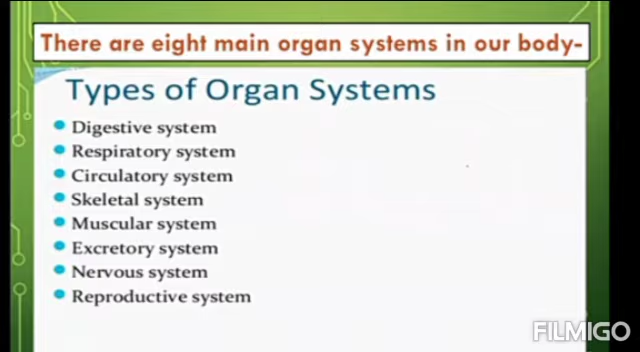 There are eight main organ systems in our body-
Types of Organ Systems
Digestive system
Respiratory system
Circulatory system
Skeletal system
Muscular system
Excretory system
Nervous system
Reproductive system
FILMIGO